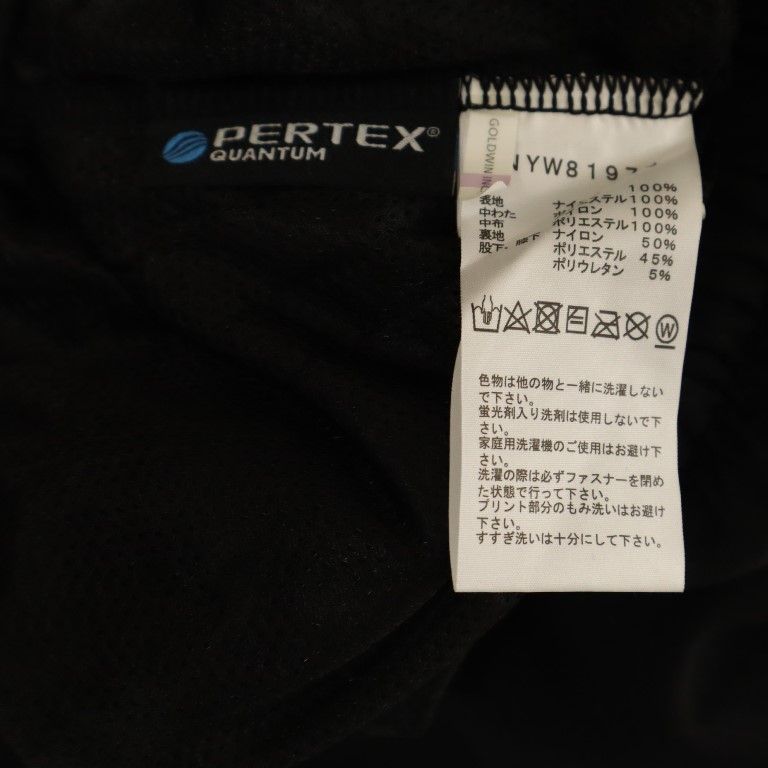 PERTEX®
QUANTUM
GOLDWIN INC
NYW8197
100%
表地 ナイロン 100%
中わた ポリエステル 100%
中布 ナイロン 100%
裏地 ポリエステル 100%
股下 膝下 ナイロン 50%
ポリエステル 45%
ポリウレタン 5%
W
色物は他の物と一緒に洗濯しない
で下さい。
蛍光剤入り洗剤は使用しないで下
さい。
家庭用洗濯機のご使用はお避け下
さい。
洗濯の際は必ずファスナーを閉め
た状態で行って下さい。
プリント部分のもみ洗いはお避け
下さい。
すすぎ洗いは十分にして下さい。